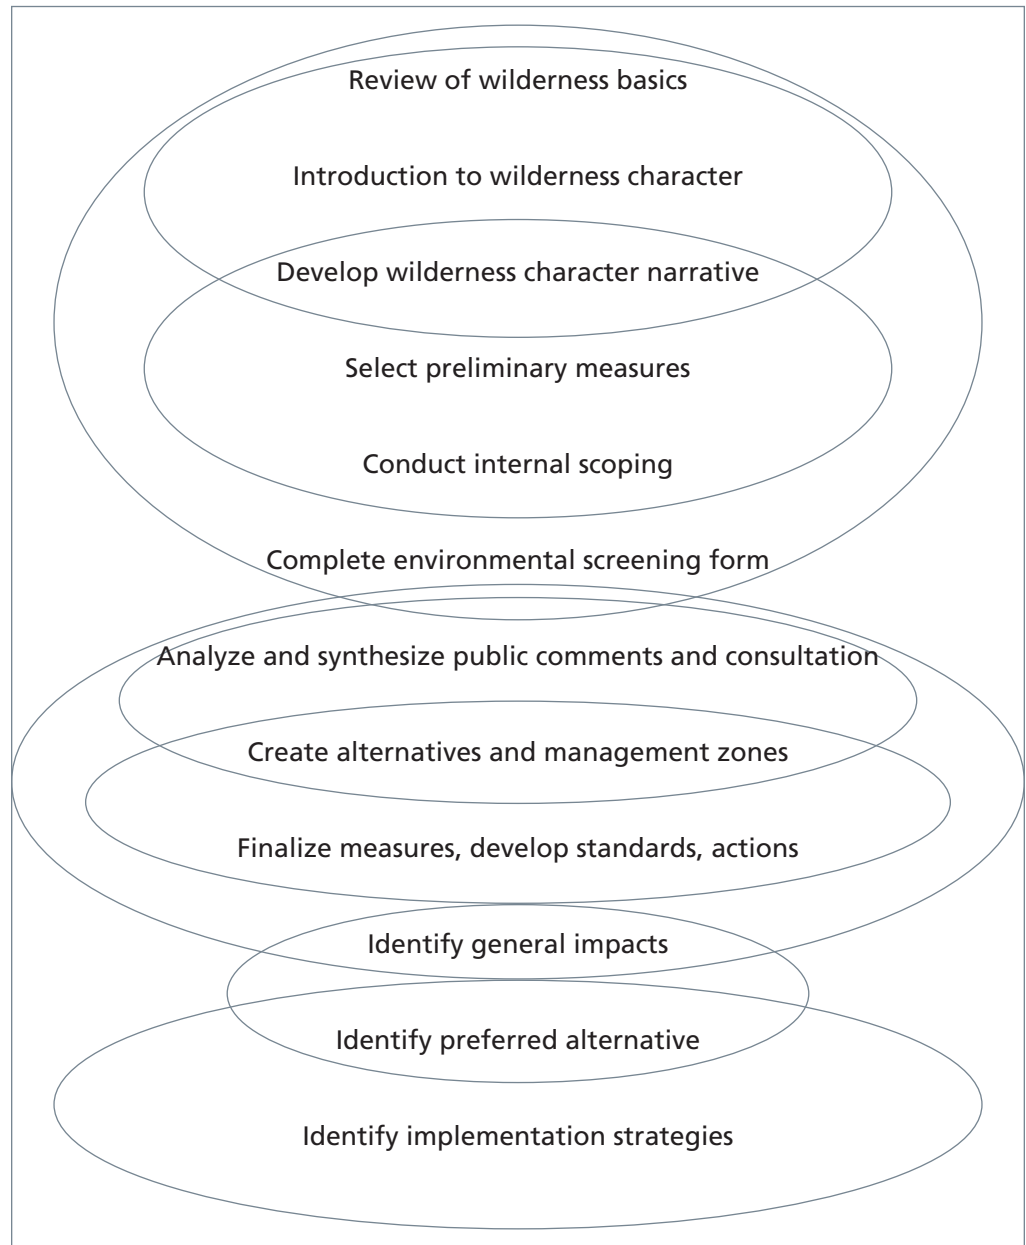 Review of wilderness basics
Introduction to wilderness character
Develop wilderness character narrative
Select preliminary measures
Conduct internal scoping
Complete environmental screening form
Analyze and synthesize public comments and consultation
Create alternatives and management zones
Finalize measures, develop standards, actions
Identify general impacts
Identify preferred alternative
Identify implementation strategies